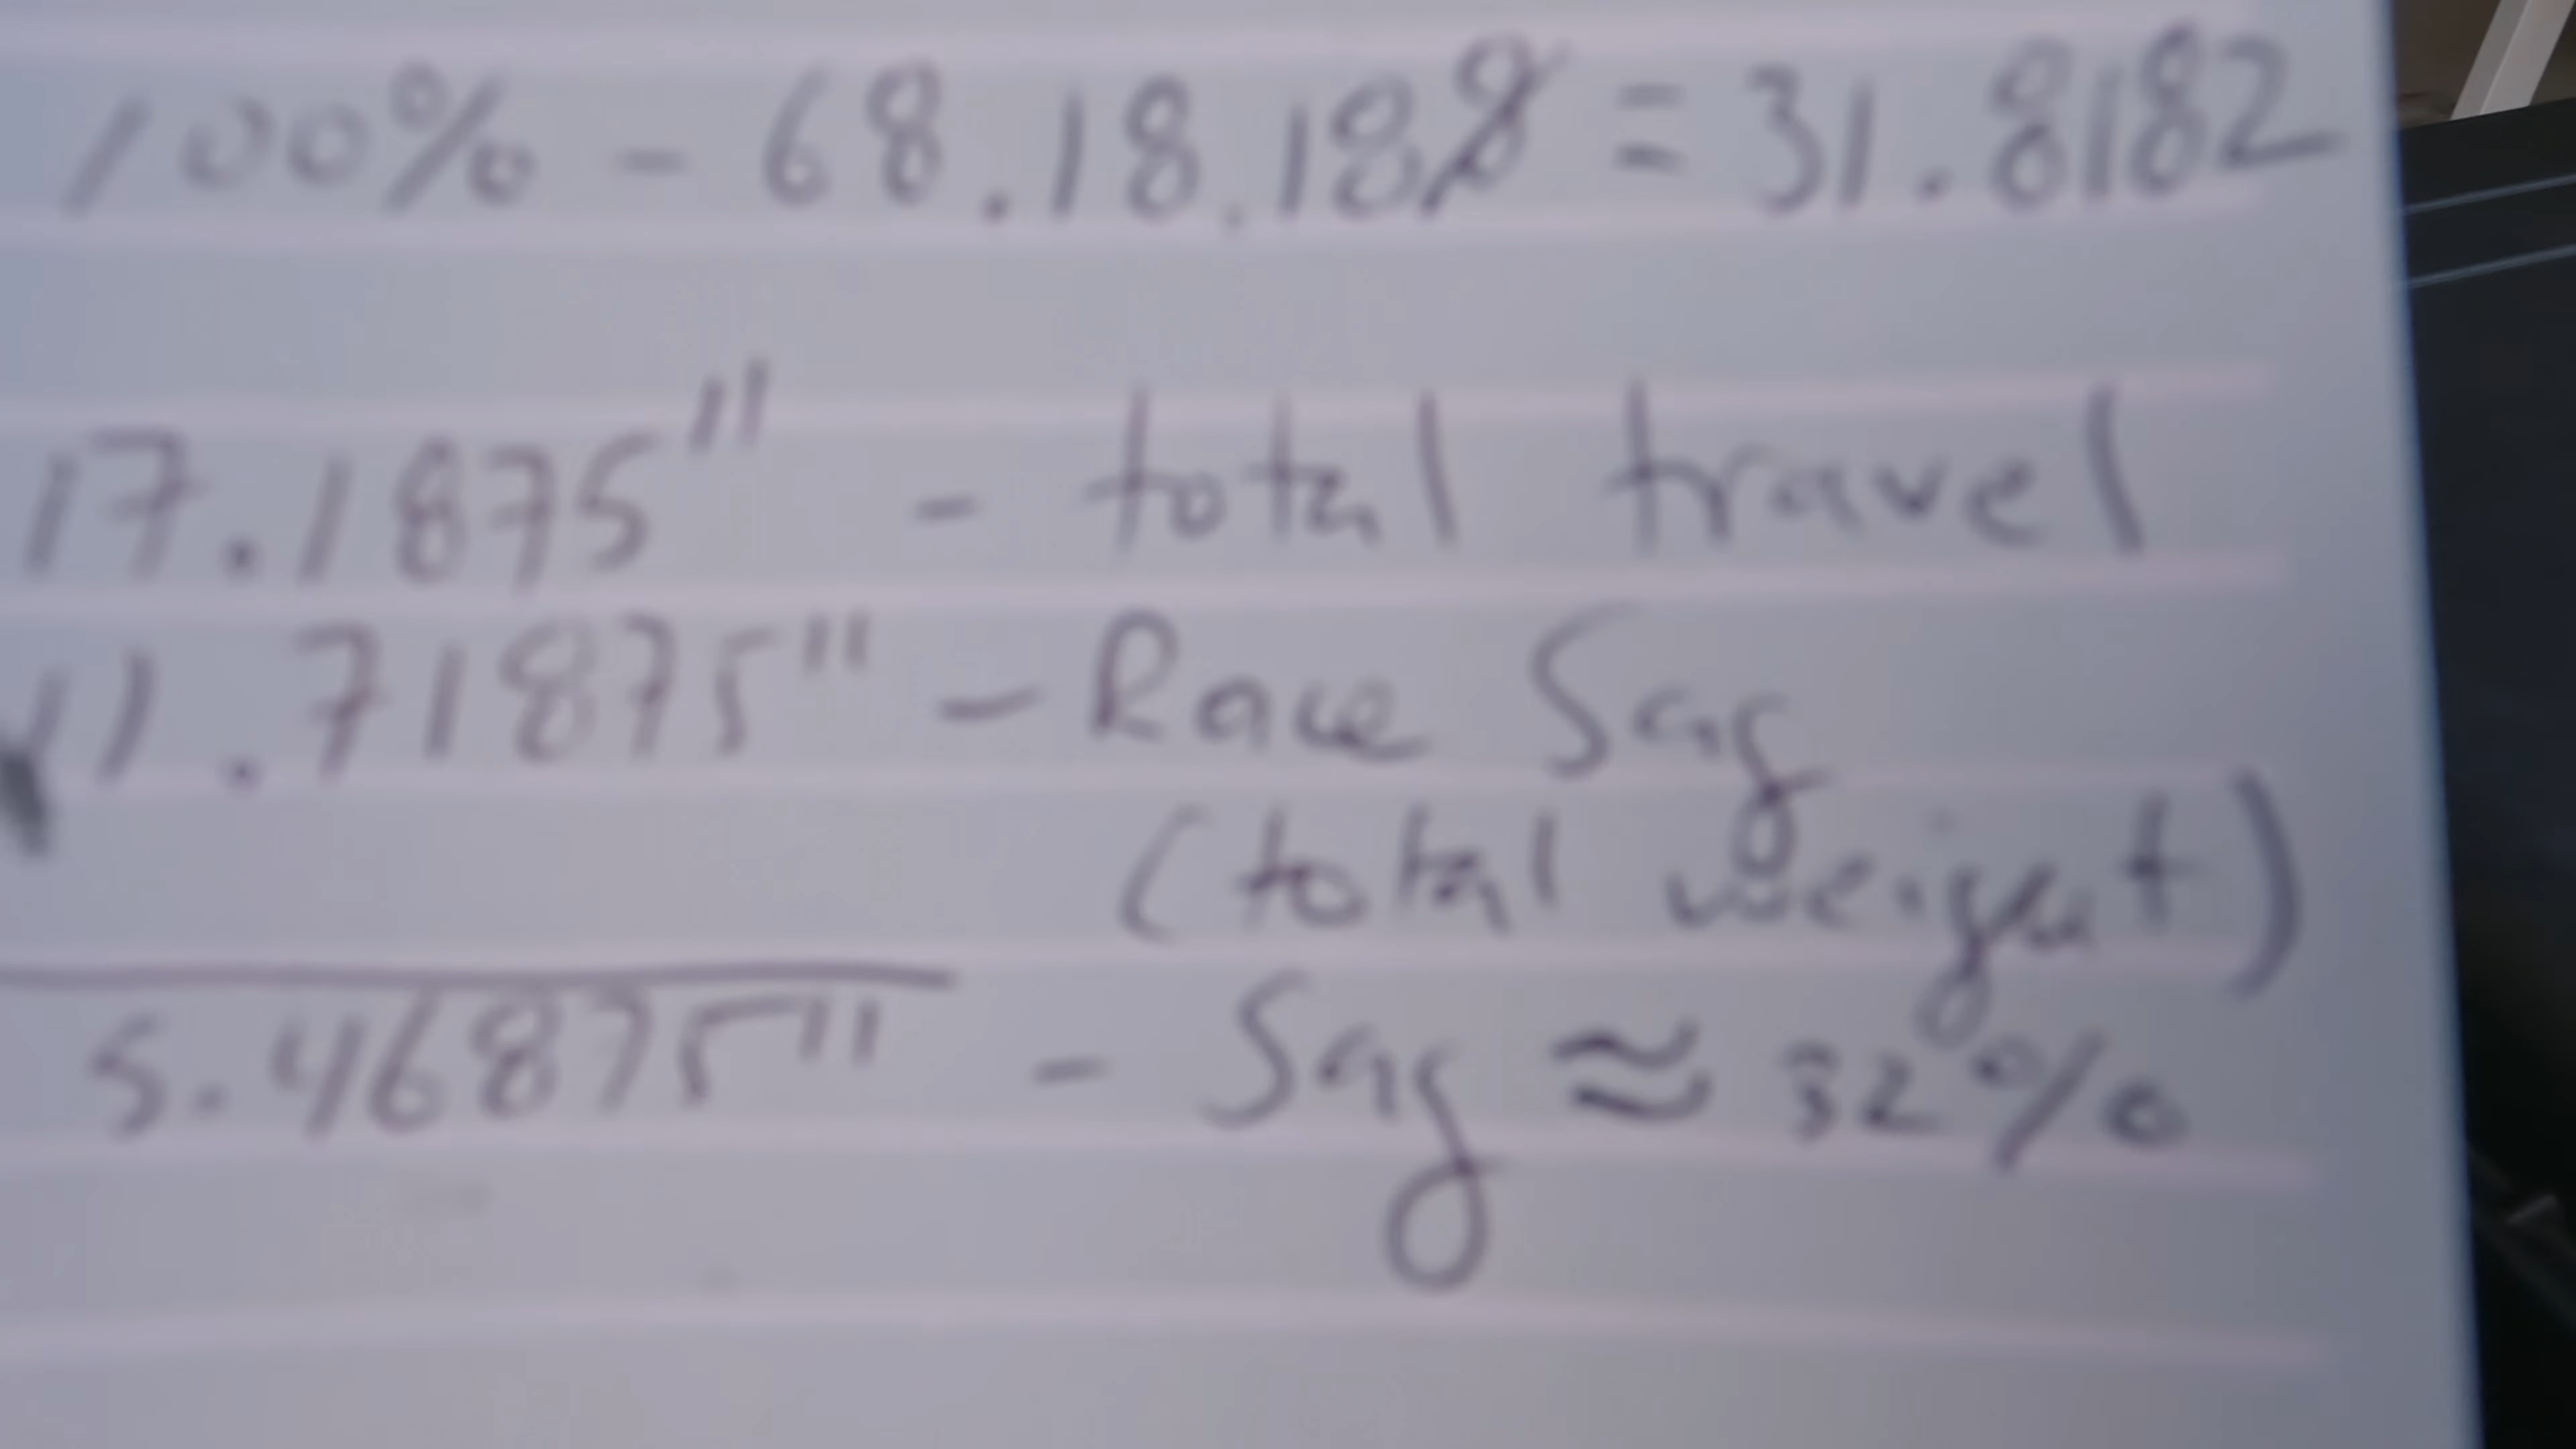 100% - 68.18.188 = 31.8182
17.1875" - total travel
11.71875" - Race Sag
(total weight)
5.46875" - Sag ≈ 32%